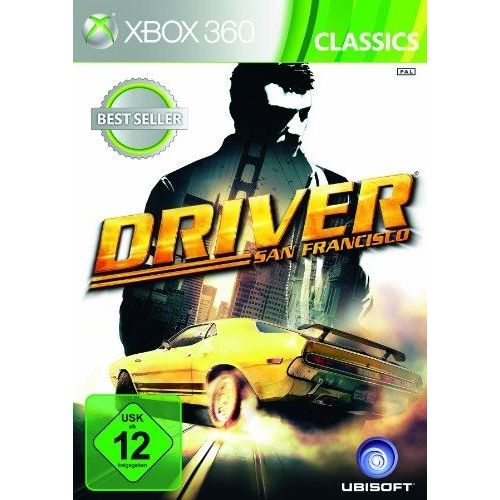 XBOX 360
CLASSICS
PAL
BEST SELLER
DRIVER
SAN FRANCISCO
©
USK
ab
12
freigegeben
UBISOFT